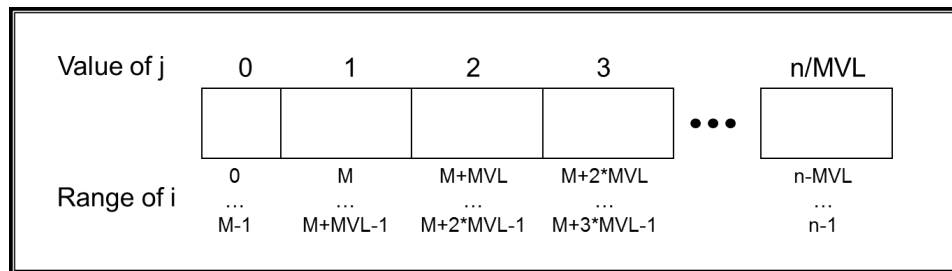 Value of j 0 1 2 3 n/MVL
•••
0 M M+MVL M+2*MVL n-MVL
Range of i ... ... ... ... ...
M-1 M+MVL-1 M+2*MVL-1 M+3*MVL-1 n-1